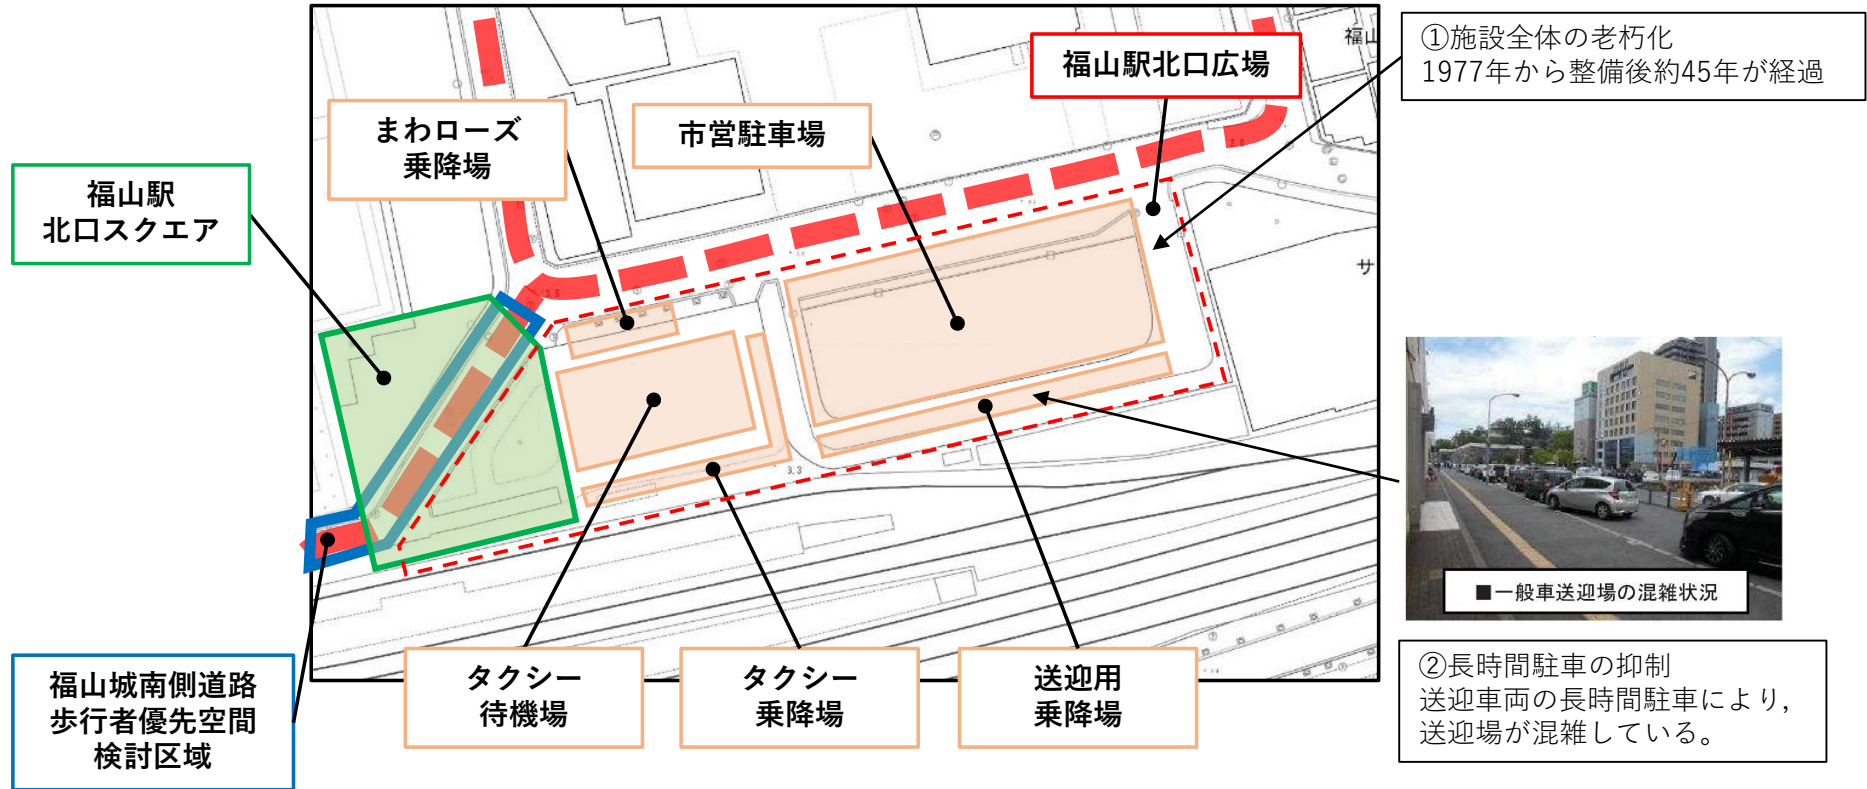 福山
福山駅北口広場
①施設全体の老朽化
1977年から整備後約45年が経過
まわローズ
乗降場
市営駐車場
福山駅
北口スクエア
サ
3.5
3.3
■一般車送迎場の混雑状況
福山城南側道路
歩行者優先空間
検討区域
タクシー
待機場
タクシー
乗降場
送迎用
乗降場
②長時間駐車の抑制
送迎車両の長時間駐車により,
送迎場が混雑している。